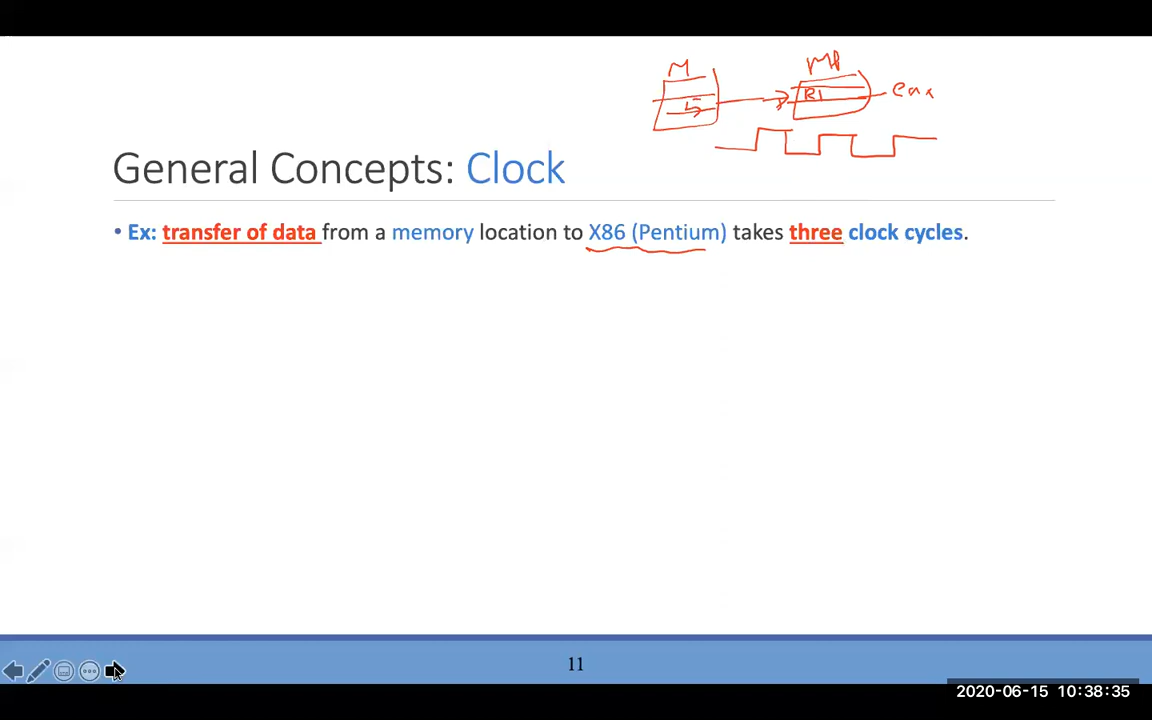 M
MP
5
R1
eax
General Concepts: Clock
• Ex: transfer of data from a memory location to X86 (Pentium) takes three clock cycles.
11
2020-06-15 10:38:35